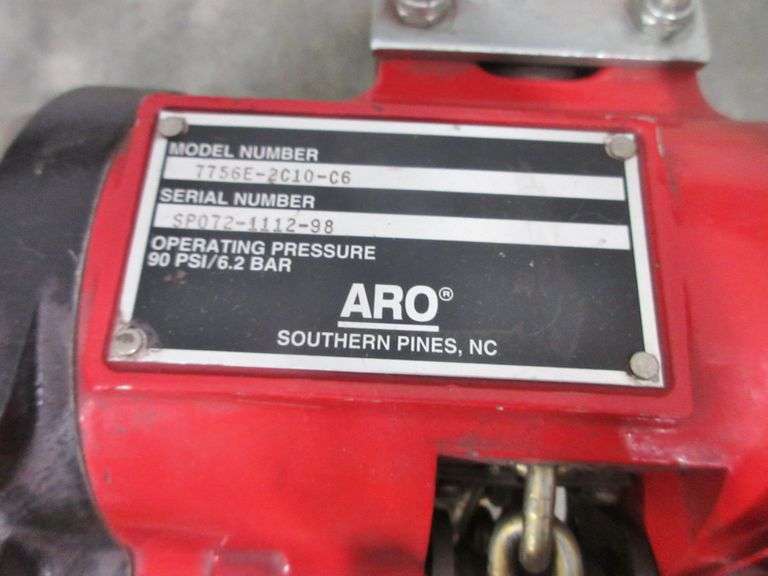 MODEL NUMBER
7756E-2C10-C6
SERIAL NUMBER
SP072-1112-98
OPERATING PRESSURE
90 PSI/6.2 BAR
ARO®
SOUTHERN PINES, NC